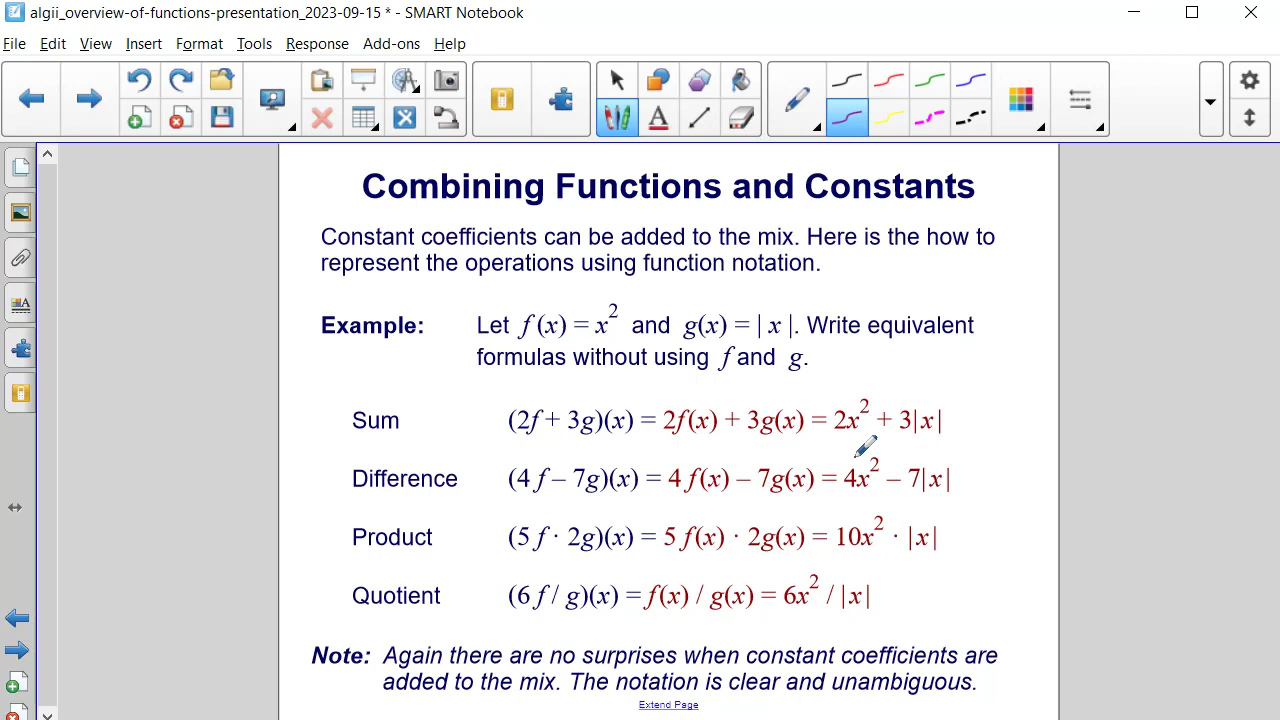 algii_overview-of-functions-presentation_2023-09-15 * - SMART Notebook
File Edit View Insert Format Tools Response Add-ons Help
Combining Functions and Constants
Constant coefficients can be added to the mix. Here is the how to
represent the operations using function notation.
Example: Let f(x) = x² and g(x) = | x |. Write equivalent
formulas without using f and g.
Sum (2f + 3g)(x) = 2f(x) + 3g(x) = 2x² + 3|x|
Difference (4f – 7g)(x) = 4f(x) – 7g(x) = 4x² – 7|x|
Product (5f · 2g)(x) = 5f(x) · 2g(x) = 10x² · |x|
Quotient (6f / g)(x) = f(x) / g(x) = 6x² / |x|
Note: Again there are no surprises when constant coefficients are
added to the mix. The notation is clear and unambiguous.
Extend Page